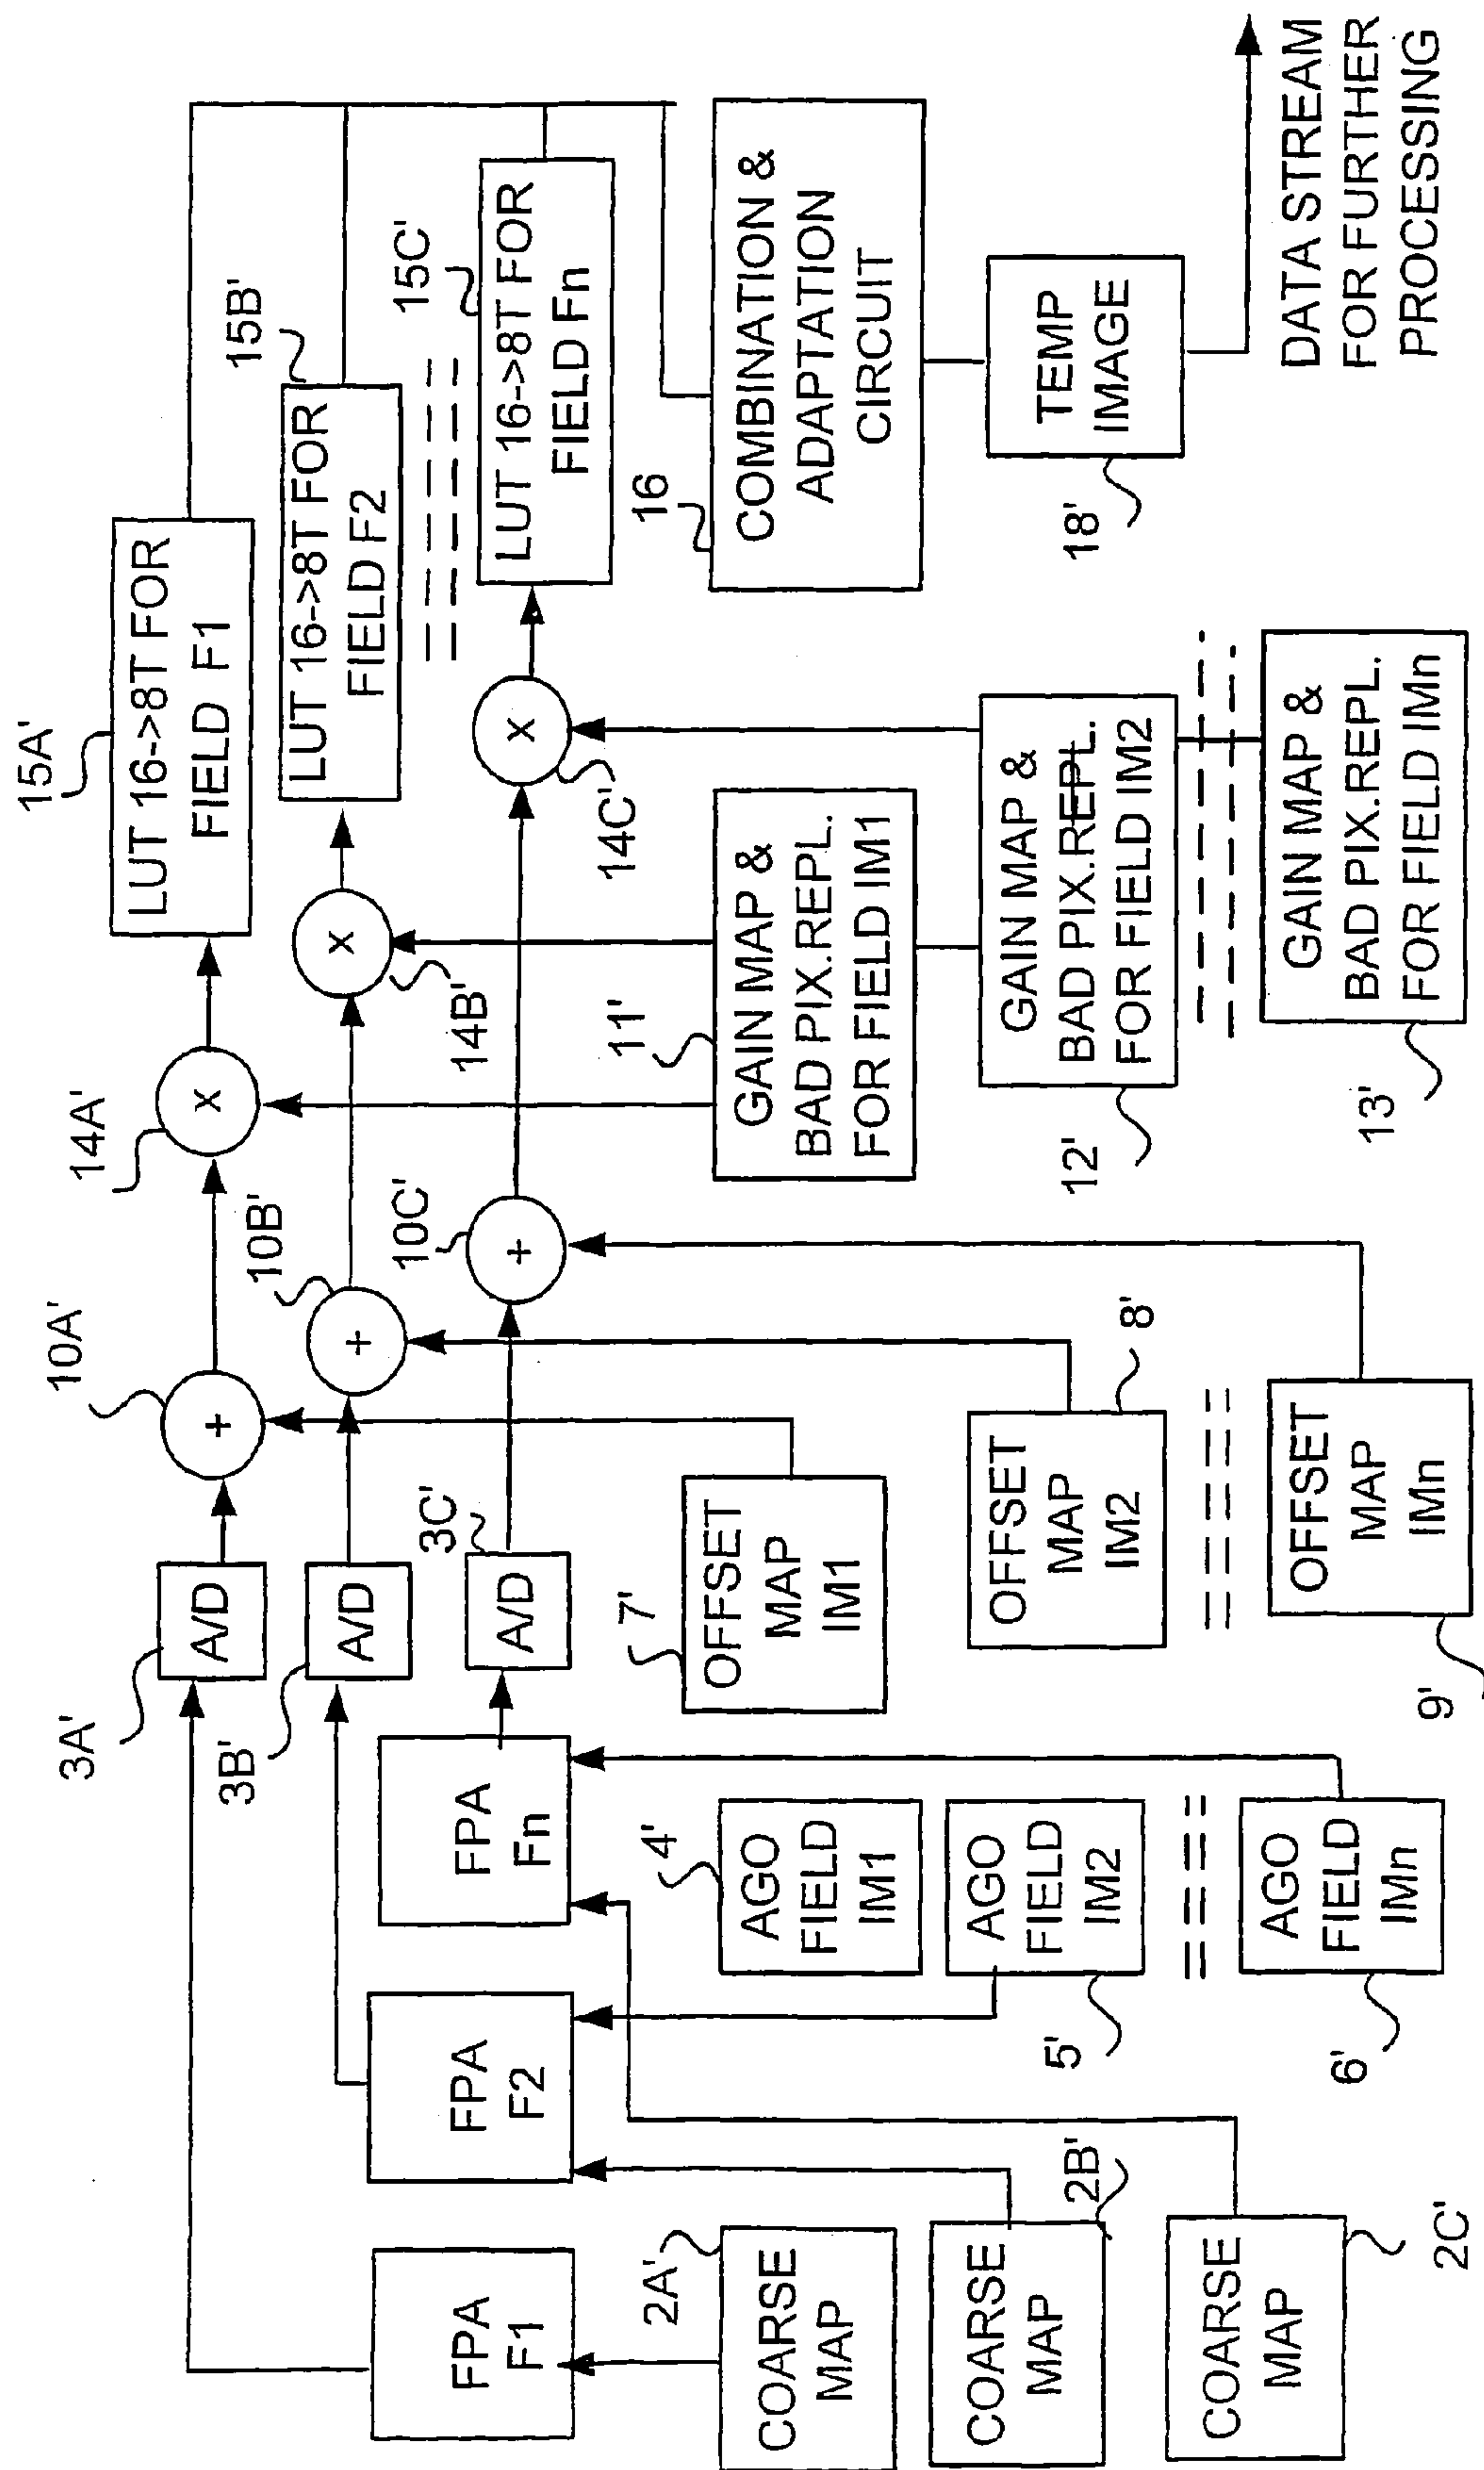 15A'
LUT 16->8T FOR
FIELD F1
15B'
LUT 16->8T FOR
FIELD F2
15C'
LUT 16->8T FOR
FIELD Fn
16
COMBINATION &
ADAPTATION
CIRCUIT
TEMP
IMAGE
18'
DATA STREAM
FOR FURTHER
PROCESSING
14A'
X
14B'
X
14C'
X
11'
GAIN MAP &
BAD PIX.REPL.
FOR FIELD IM1
12'
GAIN MAP &
BAD PIX.REPL.
FOR FIELD IM2
13'
GAIN MAP &
BAD PIX.REPL.
FOR FIELD IMn
10A'
+
10B'
+
10C'
+
3A'
A/D
3B'
A/D
3C'
A/D
7'
OFFSET
MAP
IM1
8'
OFFSET
MAP
IM2
9'
OFFSET
MAP
IMn
FPA
F1
FPA
F2
FPA
Fn
4'
AGO
FIELD
IM1
5'
AGO
FIELD
IM2
6'
AGO
FIELD
IMn
2A'
COARSE
MAP
2B'
COARSE
MAP
2C'
COARSE
MAP